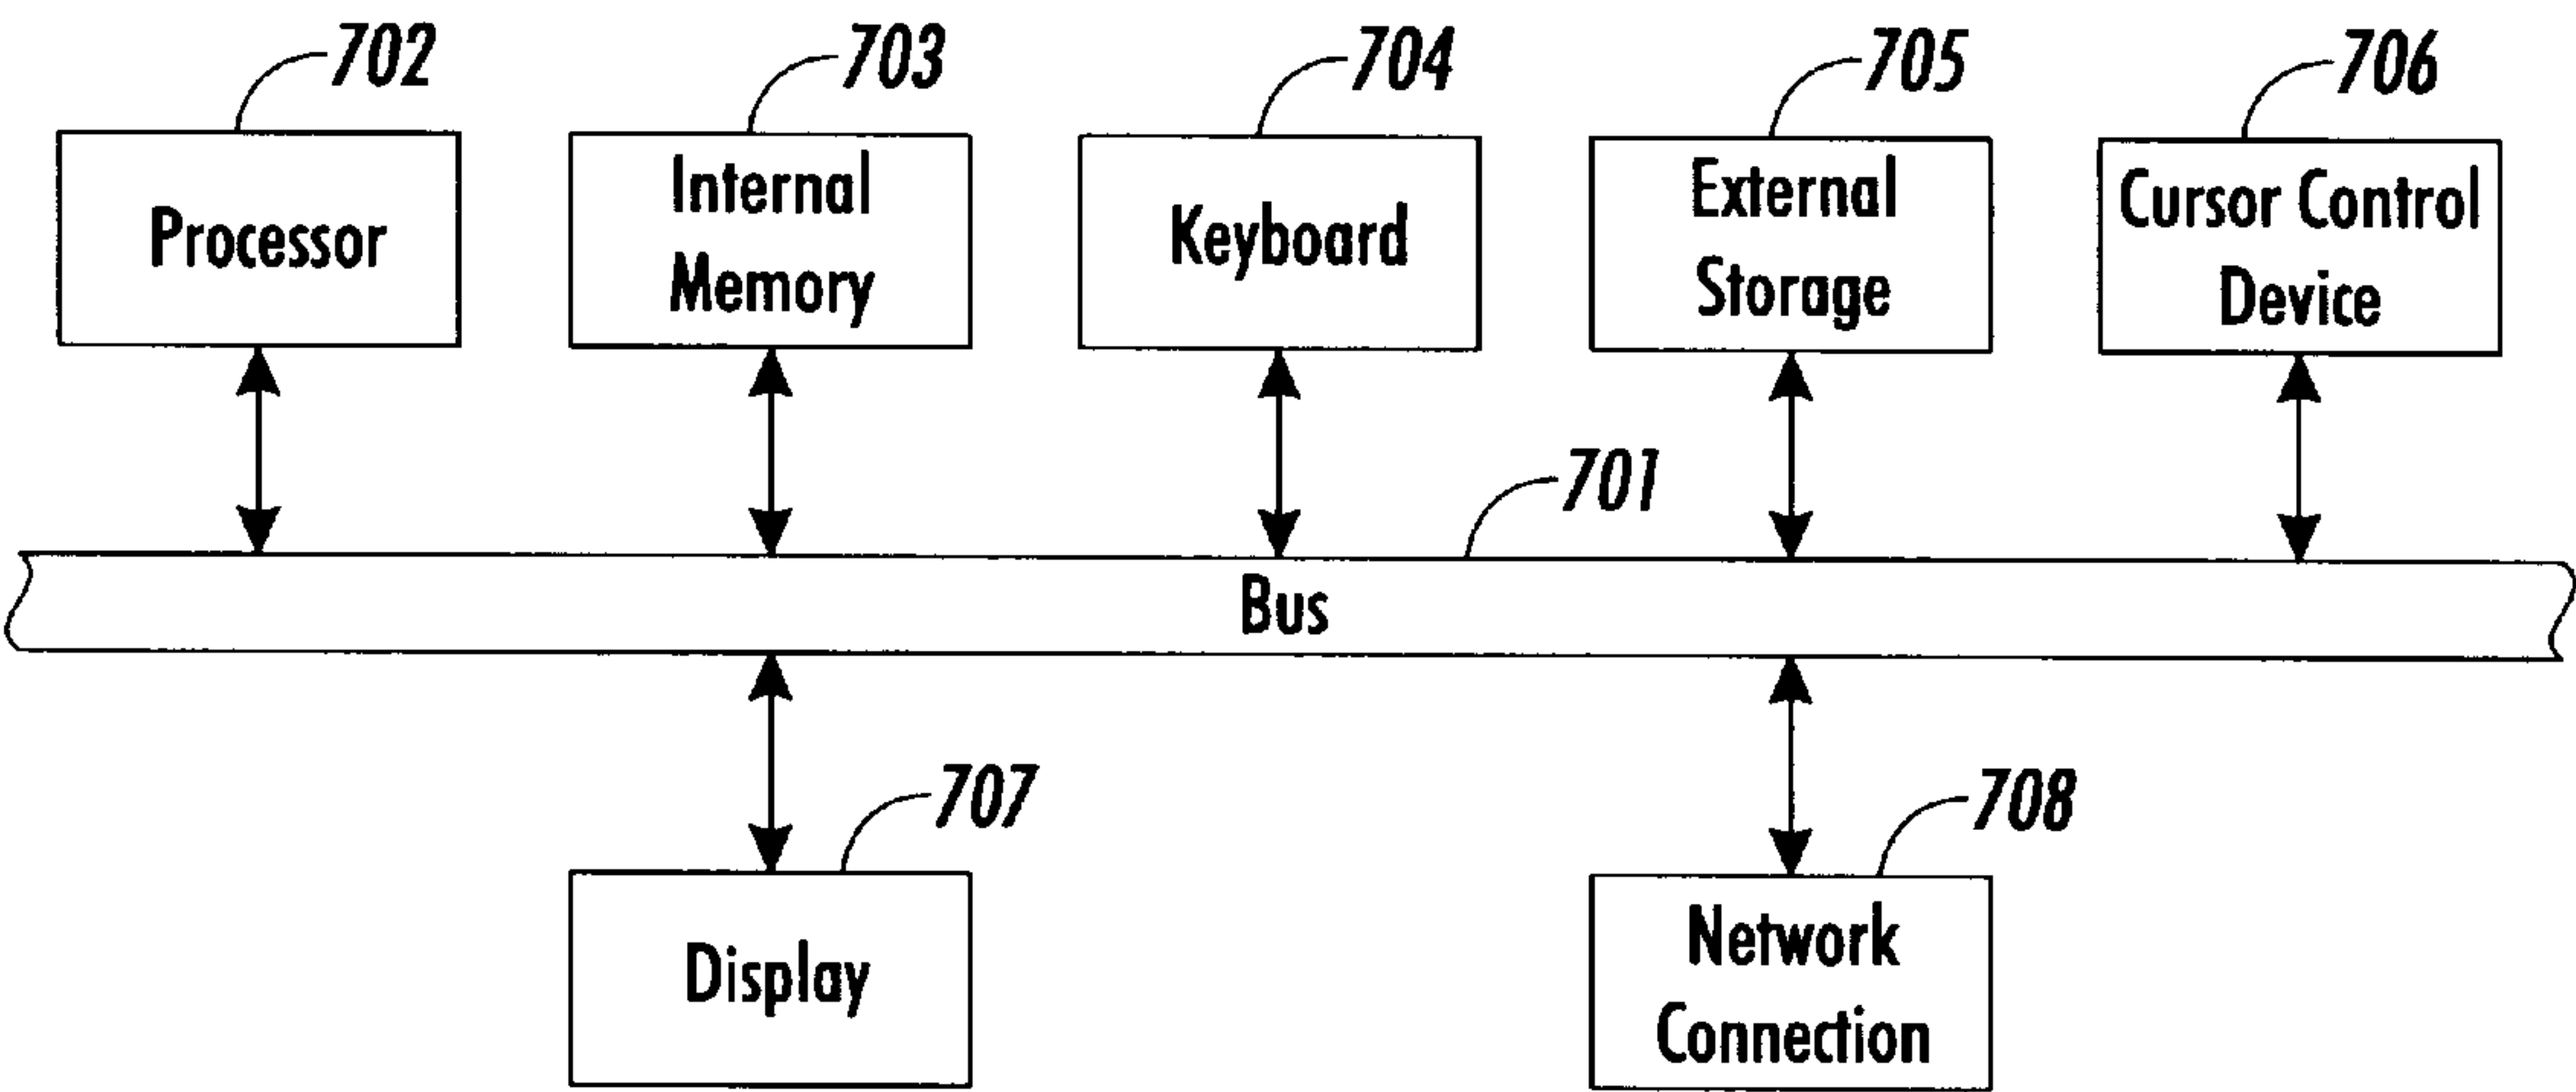 702
703
704
705
706
Processor
Internal
Memory
Keyboard
External
Storage
Cursor Control
Device
701
Bus
707
708
Display
Network
Connection